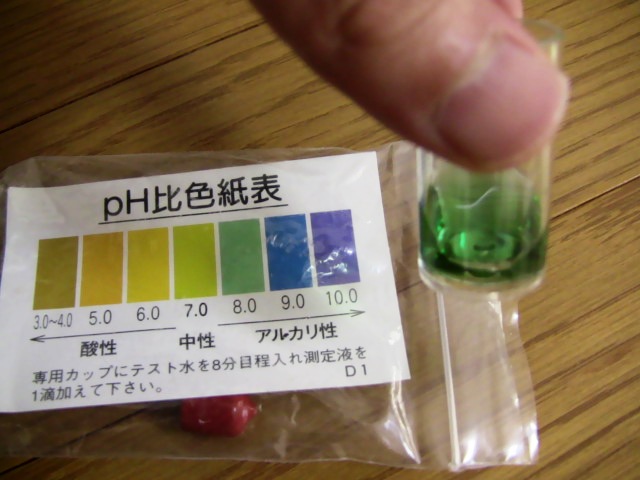 pH比色紙表
3.0~4.0 5.0 6.0 7.0 8.0 9.0 10.0
酸性 中性 アルカリ性
専用カップにテスト水を8分目程入れ測定液を
1滴加えて下さい。 D1